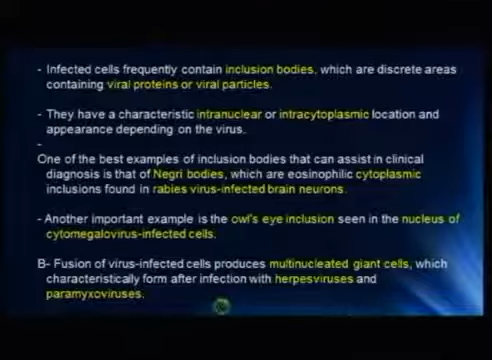 - Infected cells frequently contain inclusion bodies, which are discrete areas
containing viral proteins or viral particles.
- They have a characteristic intranuclear or intracytoplasmic location and
appearance depending on the virus.
-
One of the best examples of inclusion bodies that can assist in clinical
diagnosis is that of Negri bodies, which are eosinophilic cytoplasmic
inclusions found in rabies virus-infected brain neurons.
- Another important example is the owl's eye inclusion seen in the nucleus of
cytomegalovirus-infected cells.
B- Fusion of virus-infected cells produces multinucleated giant cells, which
characteristically form after infection with herpesviruses and
paramyxoviruses.